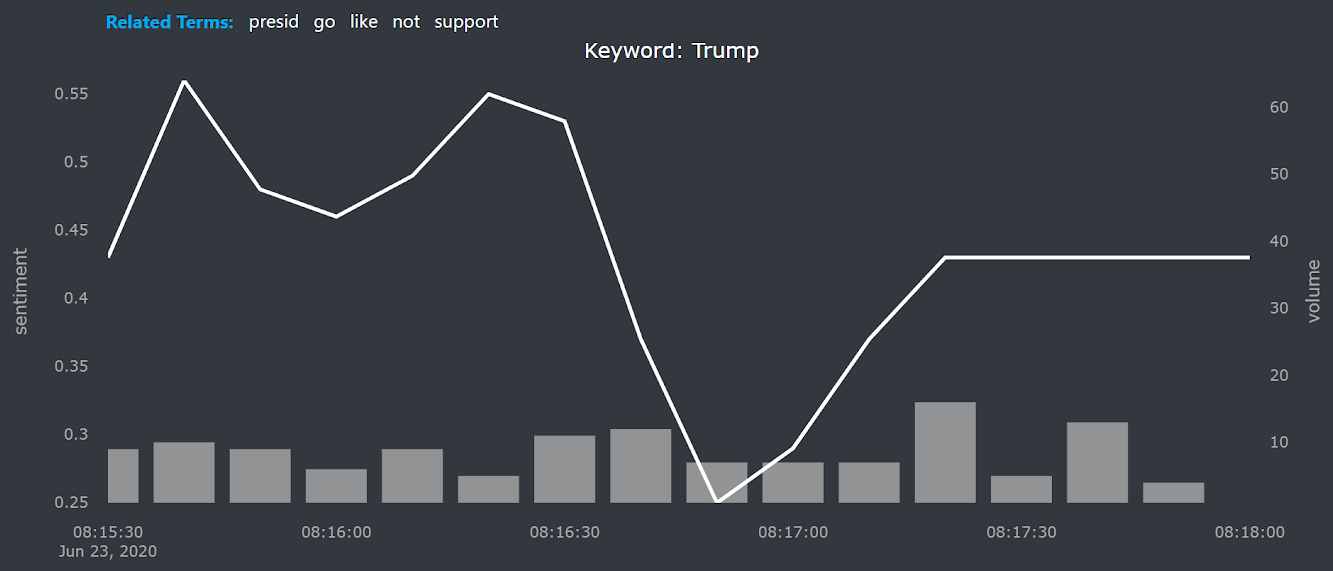 Related Terms: presid go like not support
Keyword: Trump
0.55
0.5
0.45
0.4
0.35
0.3
0.25
sentiment
60
50
40
30
20
10
volume
08:15:30 08:16:00 08:16:30 08:17:00 08:17:30 08:18:00
Jun 23, 2020